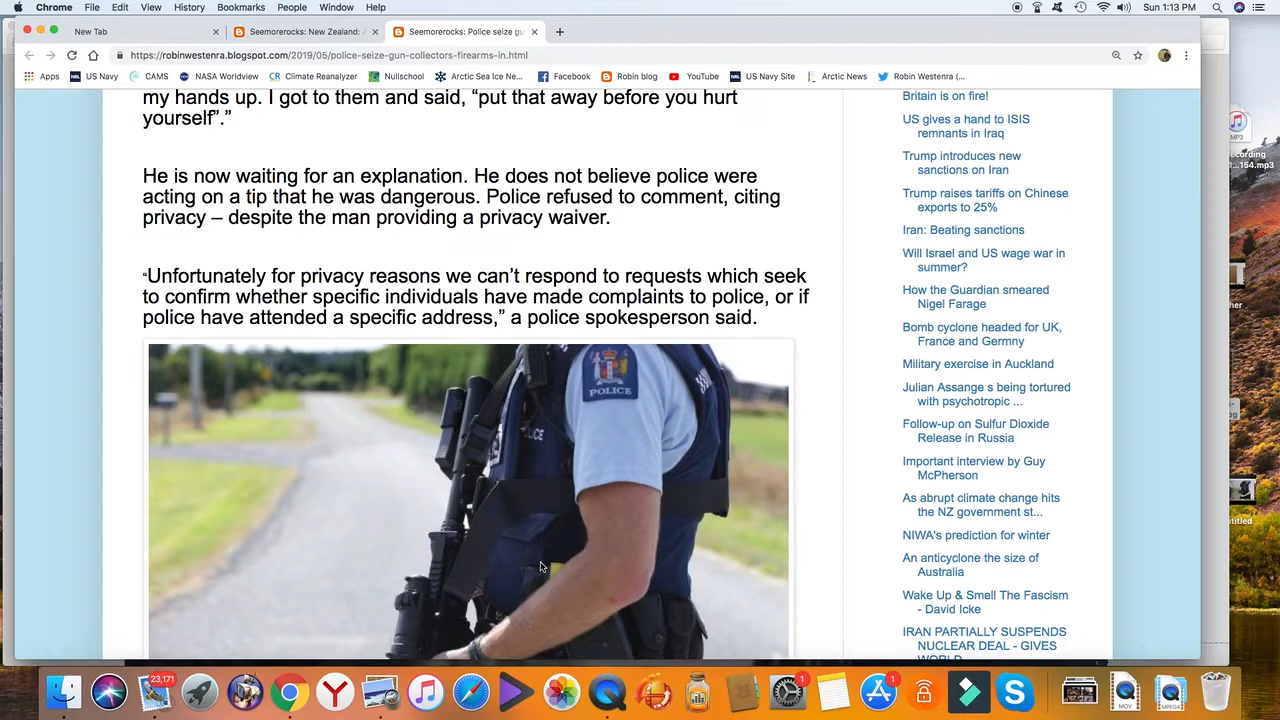 Chrome File Edit View History Bookmarks People Window Help
Sun 1:13 PM
New Tab
Seemorerocks: New Zealand:
Seemorerocks: Police seize gu
https://robinwestenra.blogspot.com/2019/05/police-seize-gun-collectors-firearms-in.html
Apps US Navy CAMS NASA Worldview Climate Reanalyzer Nullschool Arctic Sea Ice Ne... Facebook Robin blog YouTube US Navy Site Arctic News Robin Westenra (...
my hands up. I got to them and said, “put that away before you hurt
yourself”.”
He is now waiting for an explanation. He does not believe police were
acting on a tip that he was dangerous. Police refused to comment, citing
privacy – despite the man providing a privacy waiver.
“Unfortunately for privacy reasons we can’t respond to requests which seek
to confirm whether specific individuals have made complaints to police, or if
police have attended a specific address,” a police spokesperson said.
POLICE
Britain is on fire!
US gives a hand to ISIS
remnants in Iraq
Trump introduces new
sanctions on Iran
Trump raises tariffs on Chinese
exports to 25%
Iran: Beating sanctions
Will Israel and US wage war in
summer?
How the Guardian smeared
Nigel Farage
Bomb cyclone headed for UK,
France and Germny
Military exercise in Auckland
Julian Assange s being tortured
with psychotropic ...
Follow-up on Sulfur Dioxide
Release in Russia
Important interview by Guy
McPherson
As abrupt climate change hits
the NZ government st...
NIWA's prediction for winter
An anticyclone the size of
Australia
Wake Up & Smell The Fascism
- David Icke
IRAN PARTIALLY SUSPENDS
NUCLEAR DEAL - GIVES
WORLD
MP3
23,171
1
1
MOV
MPEG4